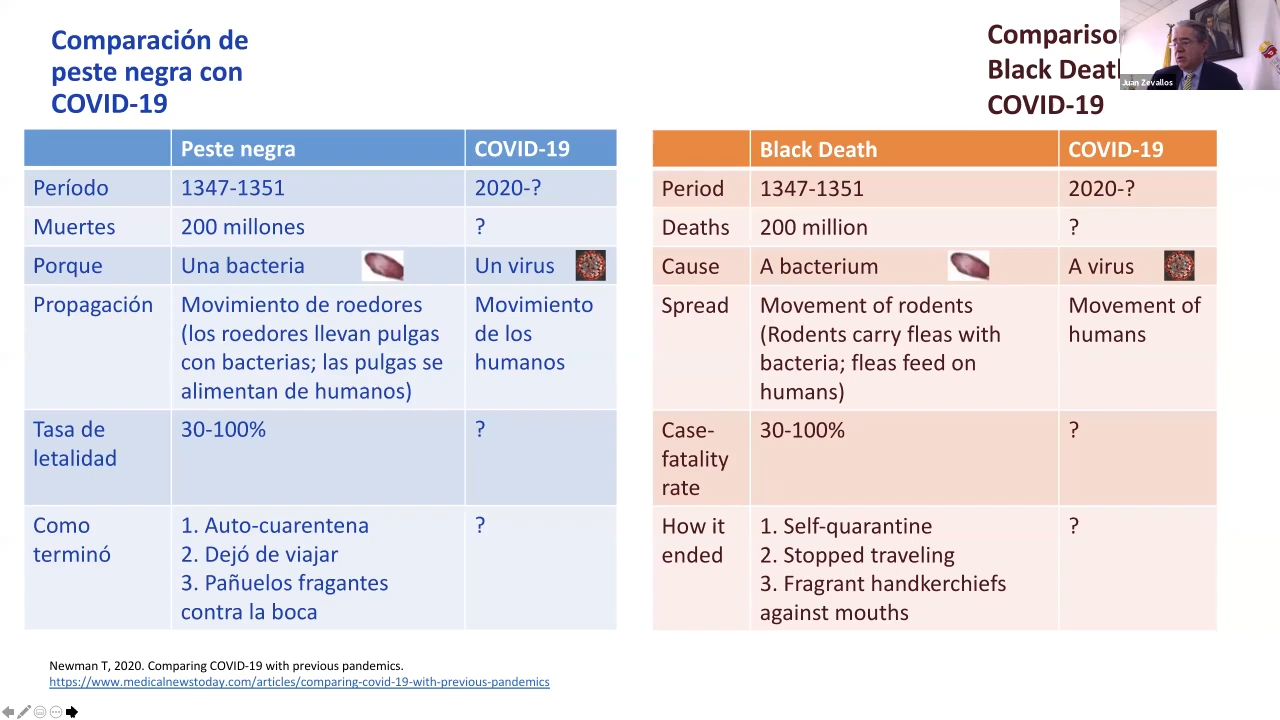 Comparación de
peste negra con
COVID-19
Peste negra COVID-19
Período 1347-1351 2020-?
Muertes 200 millones ?
Porque Una bacteria Un virus
Propagación Movimiento de roedores Movimiento
(los roedores llevan pulgas de los
con bacterias; las pulgas se humanos
alimentan de humanos)
Tasa de 30-100% ?
letalidad
Como 1. Auto-cuarentena ?
terminó 2. Dejó de viajar
3. Pañuelos fragantes
contra la boca
Black
COVID-19
Juan Zevallos
Black Death COVID-19
Period 1347-1351 2020-?
Deaths 200 million ?
Cause A bacterium A virus
Spread Movement of rodents Movement of
(Rodents carry fleas with humans
bacteria; fleas feed on
humans)
Case- 30-100% ?
fatality
rate
How it 1. Self-quarantine ?
ended 2. Stopped traveling
3. Fragrant handkerchiefs
against mouths
Newman T, 2020. Comparing COVID-19 with previous pandemics.
https://www.medicalnewstoday.com/articles/comparing-covid-19-with-previous-pandemics